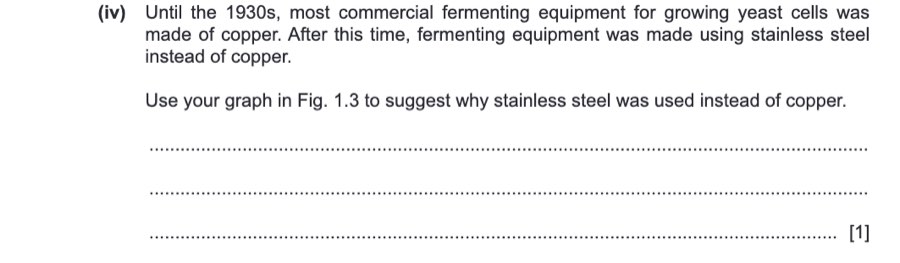 (iv) Until the 1930s, most commercial fermenting equipment for growing yeast cells was
made of copper. After this time, fermenting equipment was made using stainless steel
instead of copper.
Use your graph in Fig. 1.3 to suggest why stainless steel was used instead of copper.
[1]